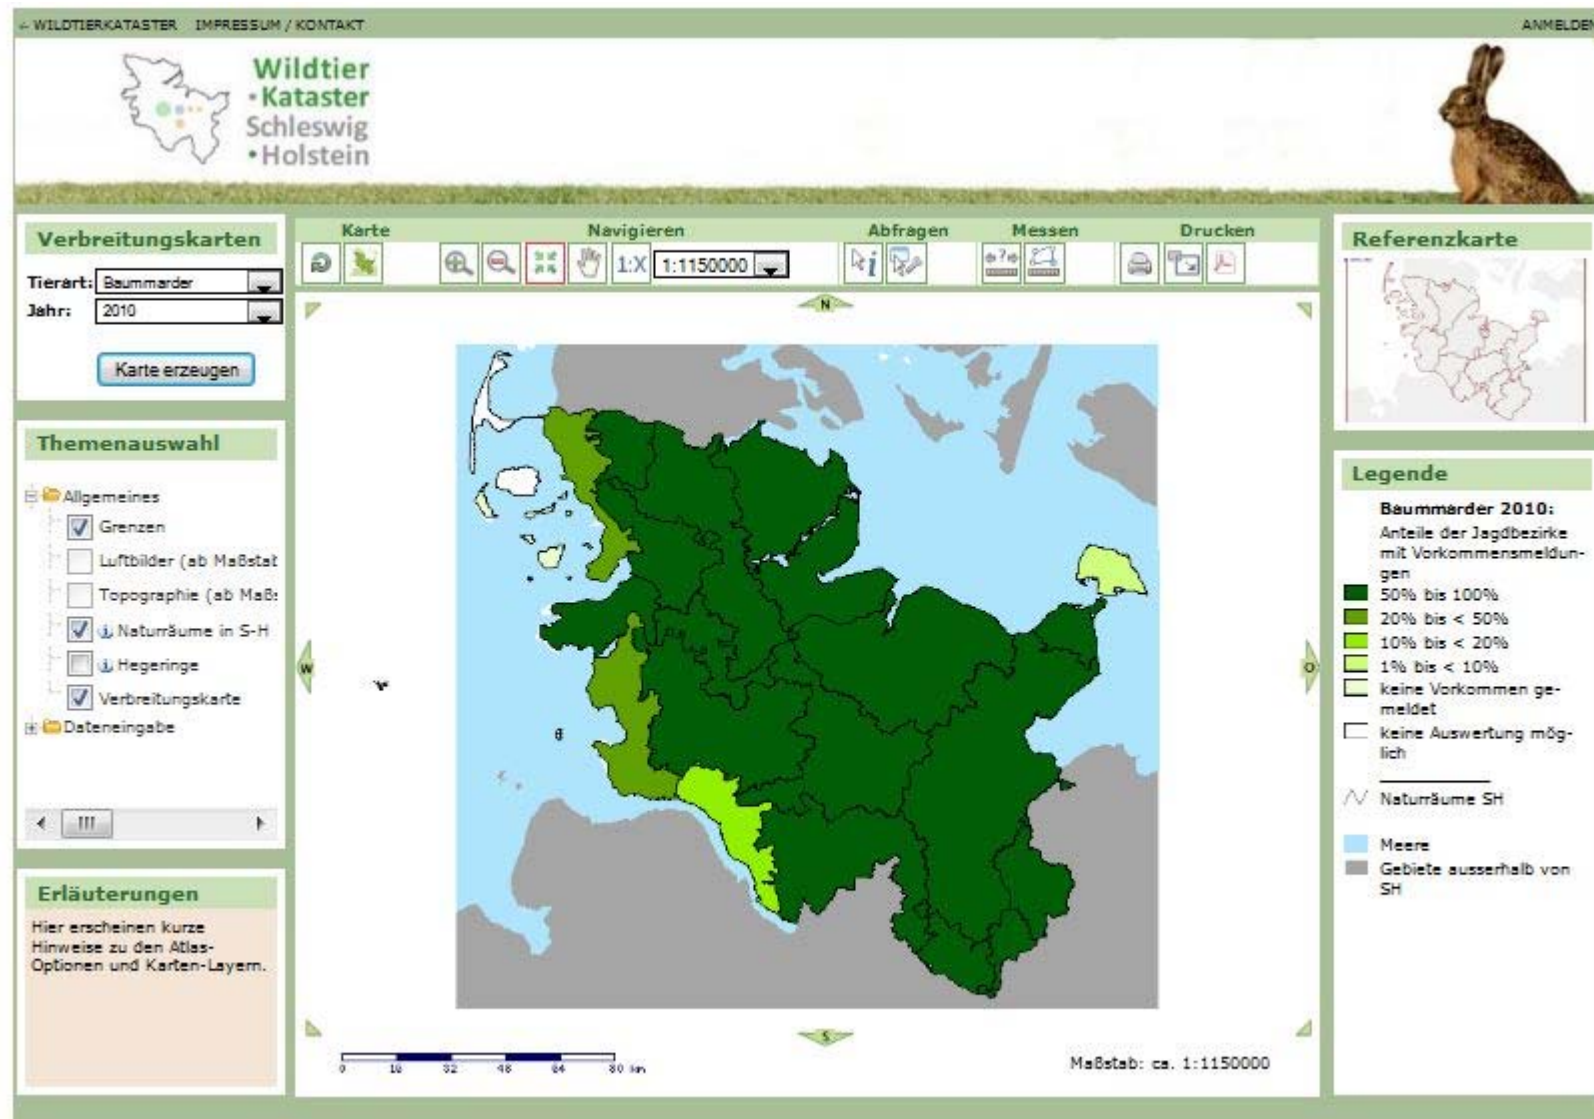 ← WILDTIERKATASTER IMPRESSUM / KONTAKT
ANMELDEN
Wildtier
•Kataster
Schleswig
•Holstein
Verbreitungskarten
Tierart: Baummarder
Jahr: 2010
Karte erzeugen
Themenauswahl
Allgemeines
Grenzen
Luftbilder (ab Maßstab
Topographie (ab Maßs
Naturräume in S-H
Hegeringe
Verbreitungskarte
Dateneingabe
Erläuterungen
Hier erscheinen kurze
Hinweise zu den Atlas-
Optionen und Karten-Layern.
Karte Navigieren Abfragen Messen Drucken
1:X 1:1150000
N
W
O
S
0 16 32 48 64 80 km
Maßstab: ca. 1:1150000
Referenzkarte
Legende
Baummarder 2010:
Anteile der Jagdbezirke
mit Vorkommensmeldun-
gen
50% bis 100%
20% bis < 50%
10% bis < 20%
1% bis < 10%
keine Vorkommen ge-
meldet
keine Auswertung mög-
lich
Naturräume SH
Meere
Gebiete ausserhalb von
SH